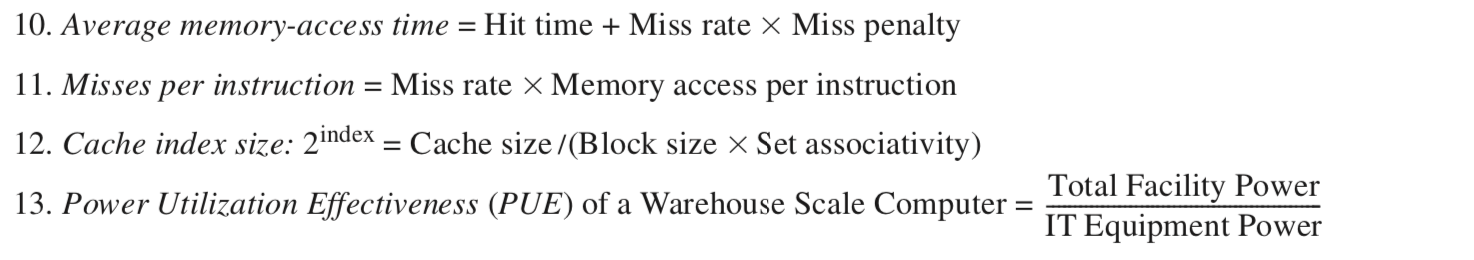 10. Average memory-access time = Hit time + Miss rate × Miss penalty
11. Misses per instruction = Miss rate × Memory access per instruction
12. Cache index size: 2^index = Cache size/(Block size × Set associativity)
13. Power Utilization Effectiveness (PUE) of a Warehouse Scale Computer = Total Facility Power / IT Equipment Power